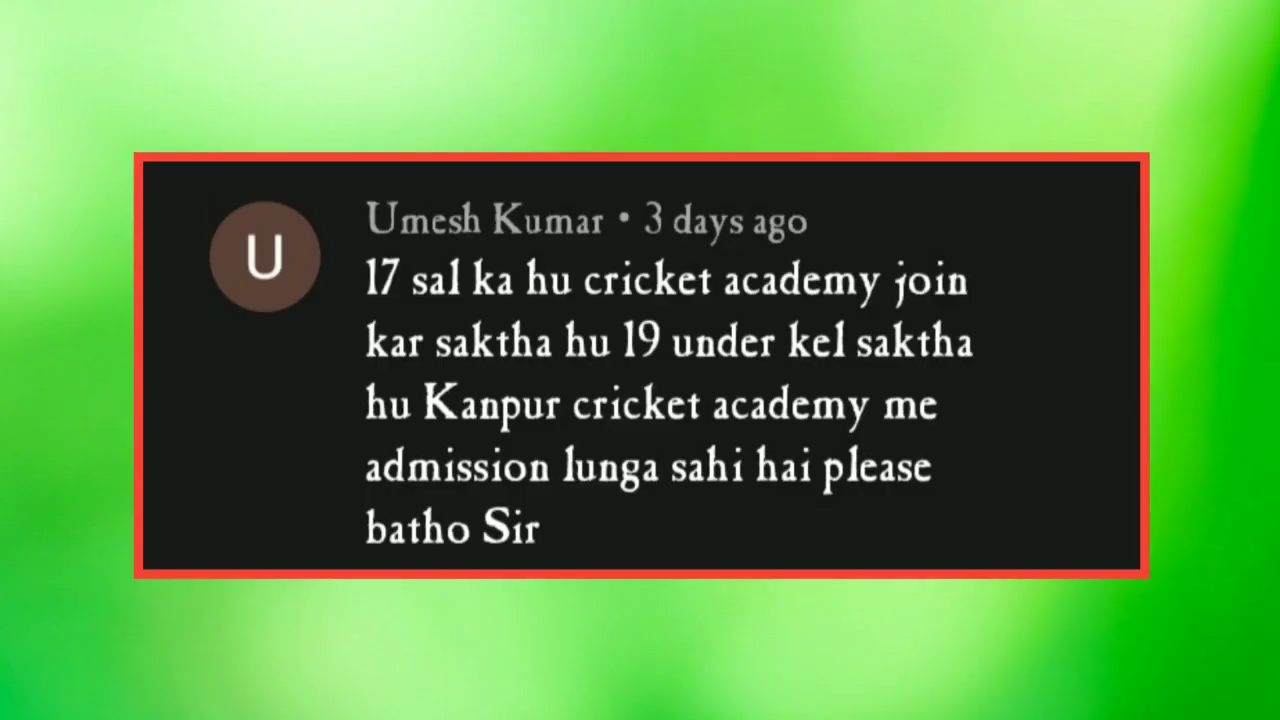 U
Umesh Kumar • 3 days ago
17 sal ka hu cricket academy join
kar saktha hu 19 under kel saktha
hu Kanpur cricket academy me
admission lunga sahi hai please
batho Sir